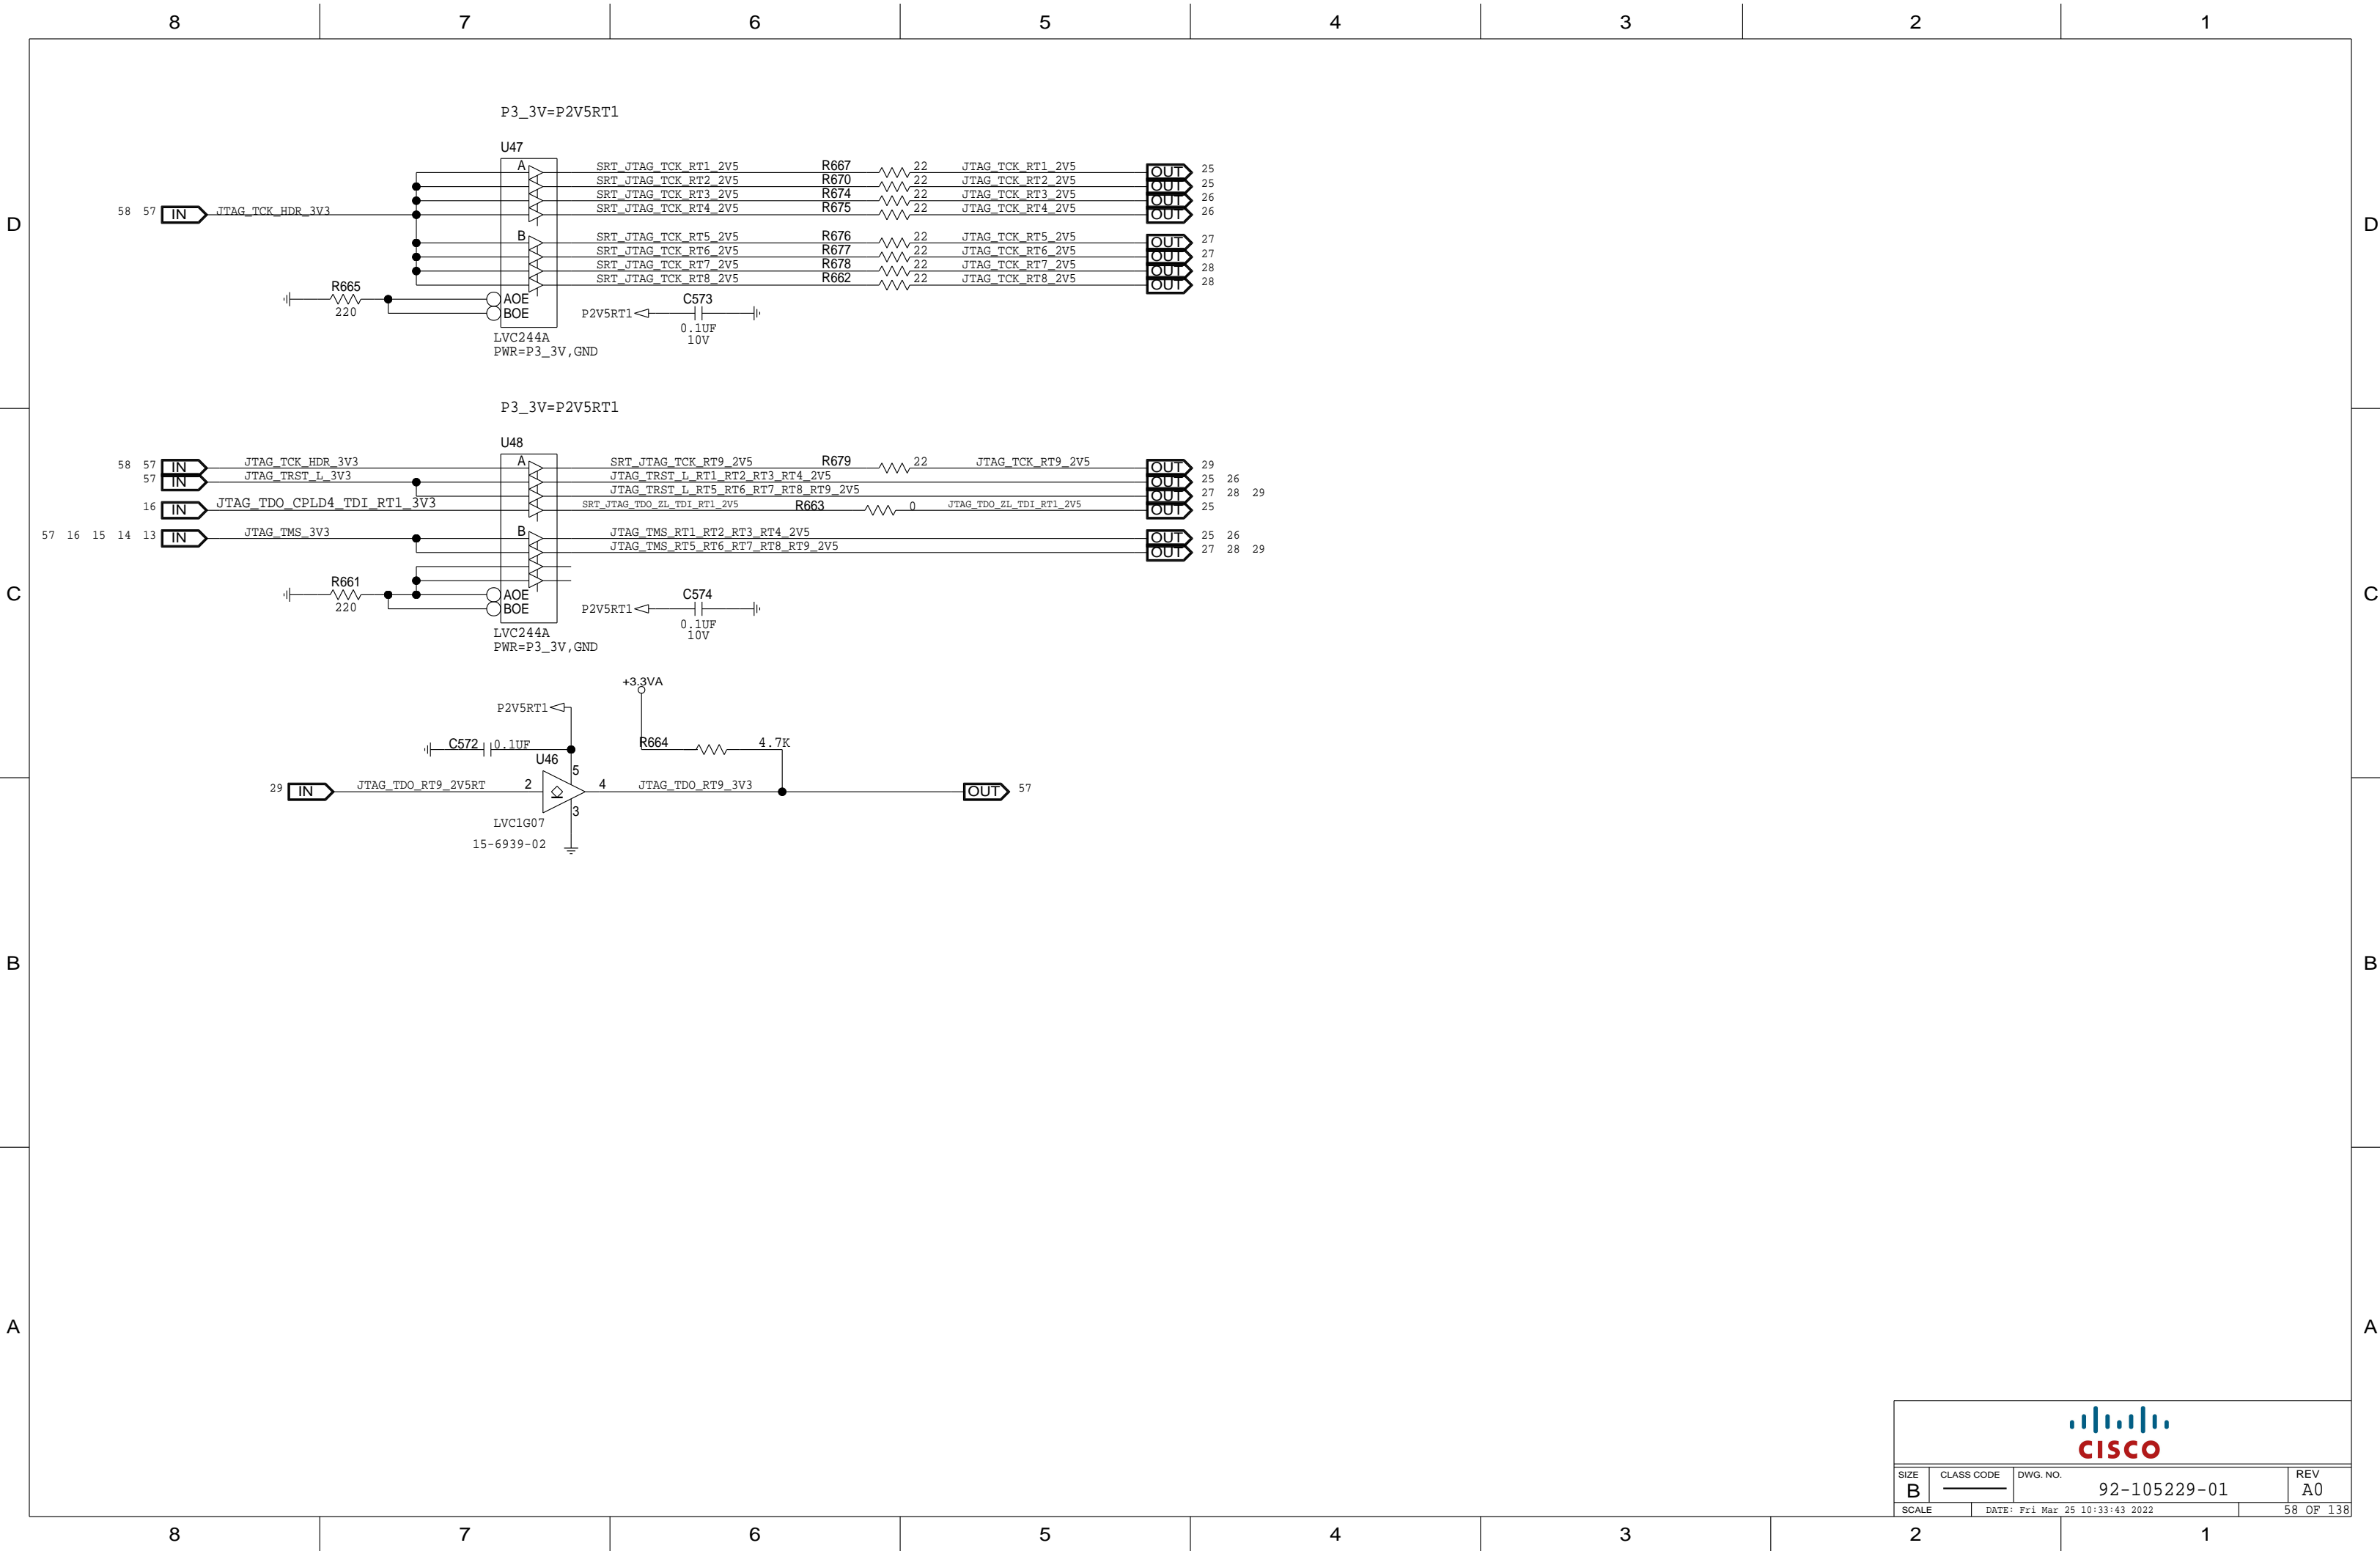 8 7 6 5 4 3 2 1
P3_3V=P2V5RT1
U47
A SRT_JTAG_TCK_RT1_2V5 R667 22 JTAG_TCK_RT1_2V5 OUT 25
SRT_JTAG_TCK_RT2_2V5 R670 22 JTAG_TCK_RT2_2V5 OUT 25
SRT_JTAG_TCK_RT3_2V5 R674 22 JTAG_TCK_RT3_2V5 OUT 26
58 57 IN JTAG_TCK_HDR_3V3 SRT_JTAG_TCK_RT4_2V5 R675 22 JTAG_TCK_RT4_2V5 OUT 26
D D
B SRT_JTAG_TCK_RT5_2V5 R676 22 JTAG_TCK_RT5_2V5 OUT 27
SRT_JTAG_TCK_RT6_2V5 R677 22 JTAG_TCK_RT6_2V5 OUT 27
SRT_JTAG_TCK_RT7_2V5 R678 22 JTAG_TCK_RT7_2V5 OUT 28
SRT_JTAG_TCK_RT8_2V5 R662 22 JTAG_TCK_RT8_2V5 OUT 28
R665 AOE C573
220 BOE P2V5RT1
0.1UF
10V
LVC244A
PWR=P3_3V,GND
P3_3V=P2V5RT1
U48
58 57 IN JTAG_TCK_HDR_3V3 A SRT_JTAG_TCK_RT9_2V5 R679 22 JTAG_TCK_RT9_2V5 OUT 29
57 IN JTAG_TRST_L_3V3 JTAG_TRST_L_RT1_RT2_RT3_RT4_2V5 OUT 25 26
JTAG_TRST_L_RT5_RT6_RT7_RT8_RT9_2V5 OUT 27 28 29
16 IN JTAG_TDO_CPLD4_TDI_RT1_3V3 SRT_JTAG_TDO_ZL_TDI_RT1_2V5 R663 0 JTAG_TDO_ZL_TDI_RT1_2V5 OUT 25
57 16 15 14 13 IN JTAG_TMS_3V3 B JTAG_TMS_RT1_RT2_RT3_RT4_2V5 OUT 25 26
JTAG_TMS_RT5_RT6_RT7_RT8_RT9_2V5 OUT 27 28 29
C R661 AOE C574 C
220 BOE P2V5RT1
0.1UF
10V
LVC244A
PWR=P3_3V,GND
+3.3VA
P2V5RT1
C572 0.1UF R664 4.7K
U46
5
29 IN JTAG_TDO_RT9_2V5RT 2 4 JTAG_TDO_RT9_3V3 OUT 57
3
LVC1G07
15-6939-02
B B
A A
CISCO
SIZE CLASS CODE DWG. NO. REV
B 92-105229-01 A0
SCALE DATE: Fri Mar 25 10:33:43 2022 58 OF 138
8 7 6 5 4 3 2 1